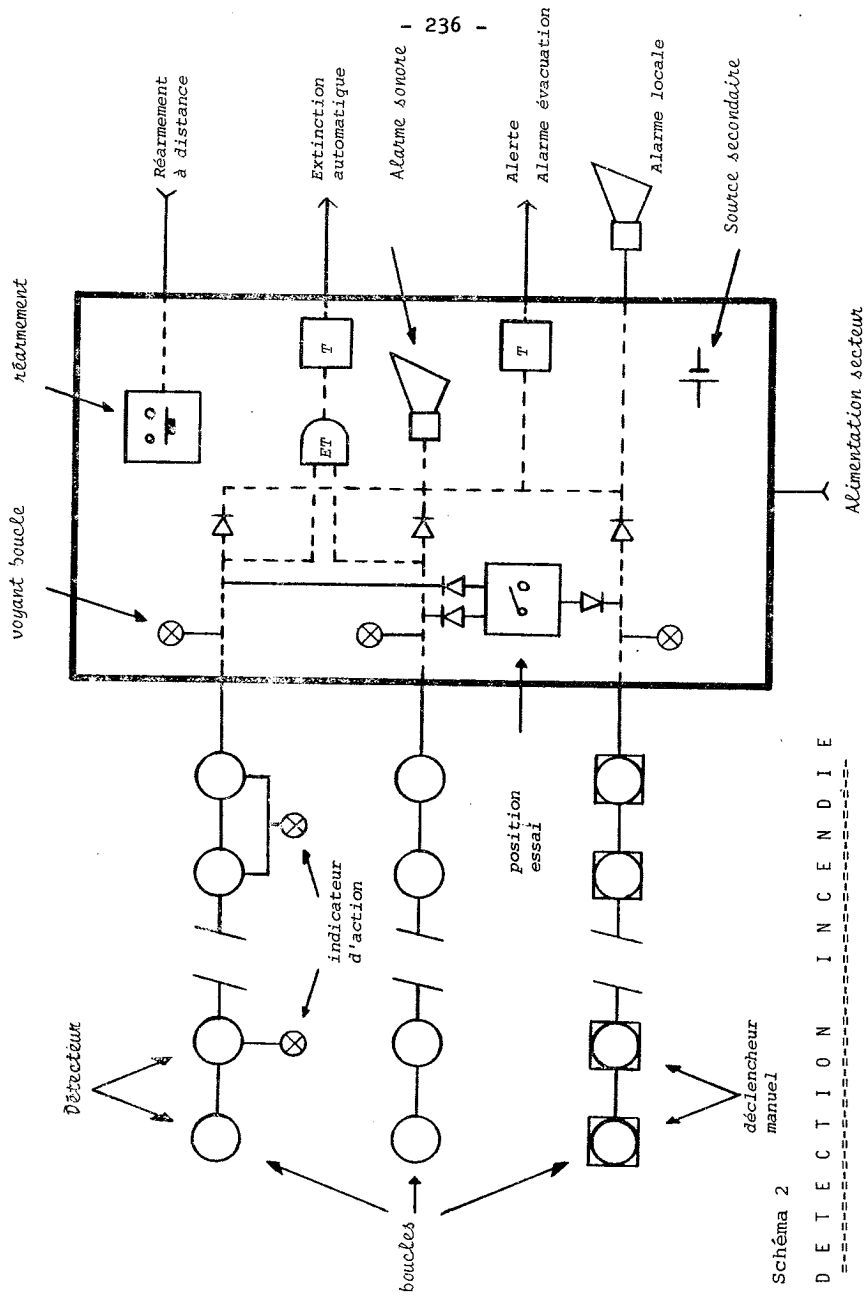 - 236 -
Réarmement
à distance
réarmement
voyant boucle
Extinction
automatique
Alarme sonore
Alerte
Alarme évacuation
Alarme locale
Source secondaire
Alimentation secteur
T
ET
T
Détecteur
indicateur
d'action
position
essai
boucles
déclencheur
manuel
Schéma 2
D E T E C T I O N I N C E N D I E